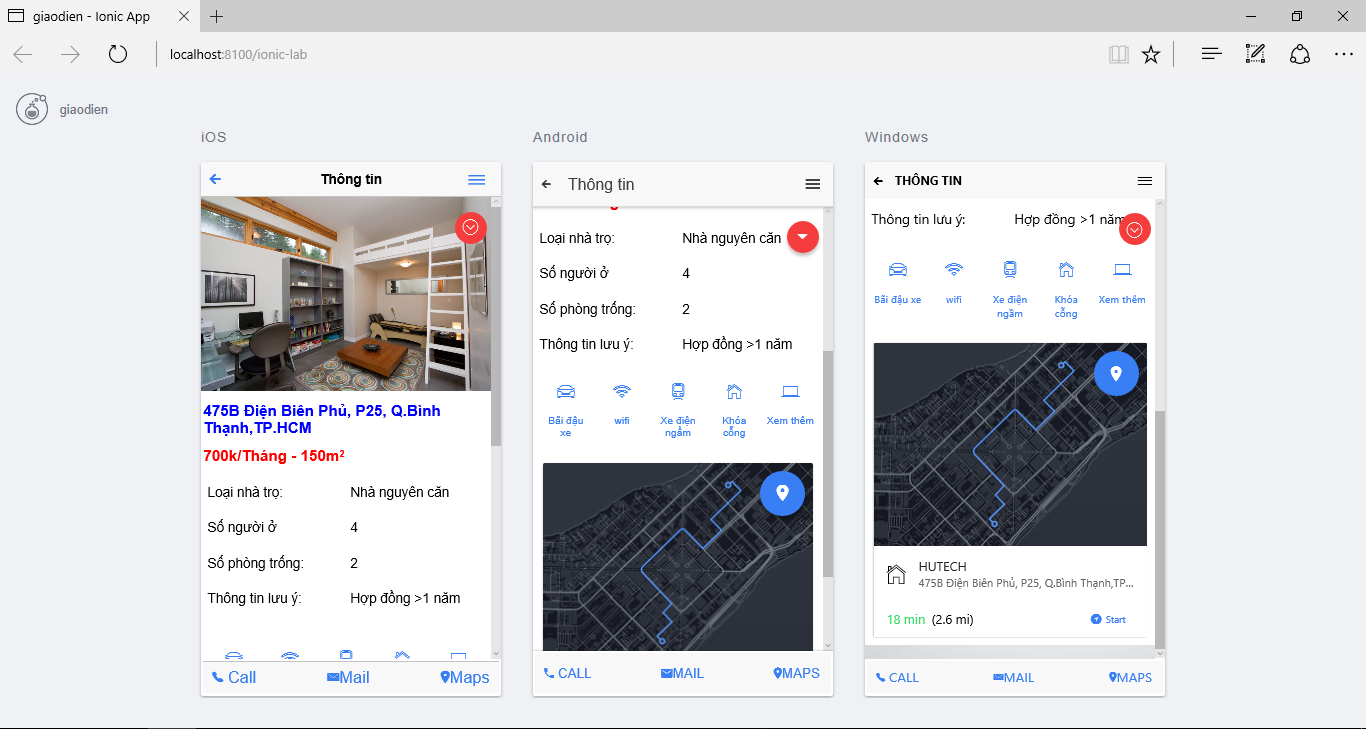 giaodien - Ionic App
localhost:8100/ionic-lab
giaodien
iOS
Thông tin
475B Điện Biên Phủ, P25, Q.Bình
Thạnh,TP.HCM
700k/Tháng - 150m²
Loại nhà trọ: Nhà nguyên căn
Số người ở 4
Số phòng trống: 2
Thông tin lưu ý: Hợp đồng >1 năm
Call Mail Maps
Android
Thông tin
Loại nhà trọ: Nhà nguyên căn
Số người ở 4
Số phòng trống: 2
Thông tin lưu ý: Hợp đồng >1 năm
Bãi đậu xe wifi Xe điện ngầm Khóa cổng Xem thêm
CALL MAIL MAPS
Windows
THÔNG TIN
Thông tin lưu ý: Hợp đồng >1 năm
Bãi đậu xe wifi Xe điện ngầm Khóa cổng Xem thêm
HUTECH
475B Điện Biên Phủ, P25, Q.Bình Thạnh,TP...
18 min (2.6 mi) Start
CALL MAIL MAPS